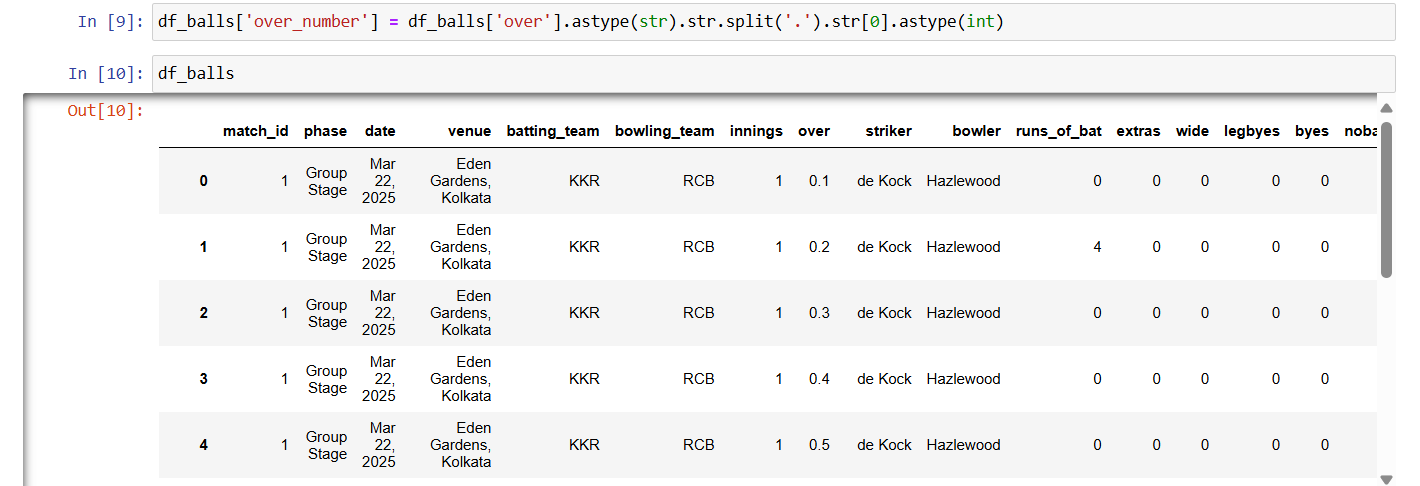 In [9]: df_balls['over_number'] = df_balls['over'].astype(str).str.split('.').str[0].astype(int)
In [10]: df_balls
Out[10]:
match_id phase date venue batting_team bowling_team innings over striker bowler runs_of_bat extras wide legbyes byes noba
0 1 Group Stage Mar 22, 2025 Eden Gardens, Kolkata KKR RCB 1 0.1 de Kock Hazlewood 0 0 0 0 0
1 1 Group Stage Mar 22, 2025 Eden Gardens, Kolkata KKR RCB 1 0.2 de Kock Hazlewood 4 0 0 0 0
2 1 Group Stage Mar 22, 2025 Eden Gardens, Kolkata KKR RCB 1 0.3 de Kock Hazlewood 0 0 0 0 0
3 1 Group Stage Mar 22, 2025 Eden Gardens, Kolkata KKR RCB 1 0.4 de Kock Hazlewood 0 0 0 0 0
4 1 Group Stage Mar 22, 2025 Eden Gardens, Kolkata KKR RCB 1 0.5 de Kock Hazlewood 0 0 0 0 0